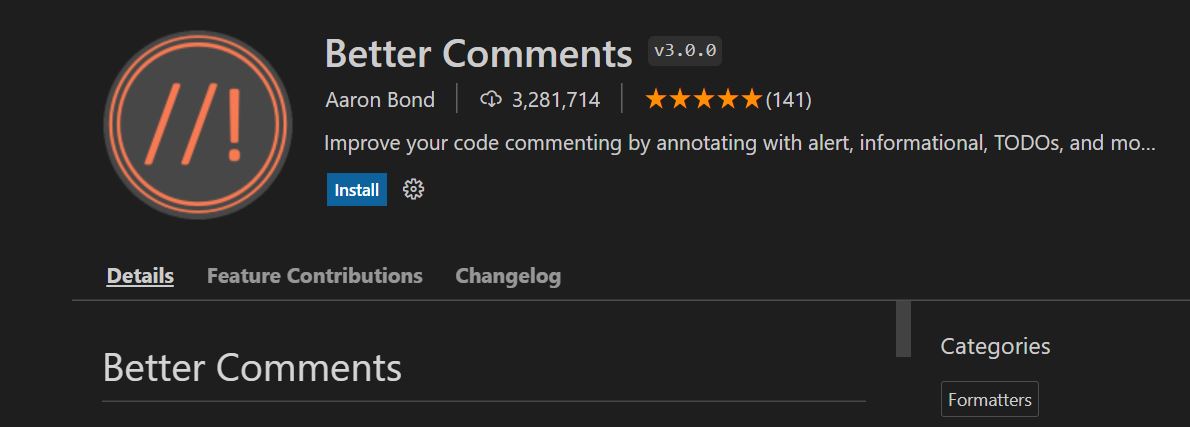 //!
Better Comments v3.0.0
Aaron Bond 3,281,714 (141)
Improve your code commenting by annotating with alert, informational, TODOs, and mo...
Install
Details Feature Contributions Changelog
Better Comments
Categories
Formatters